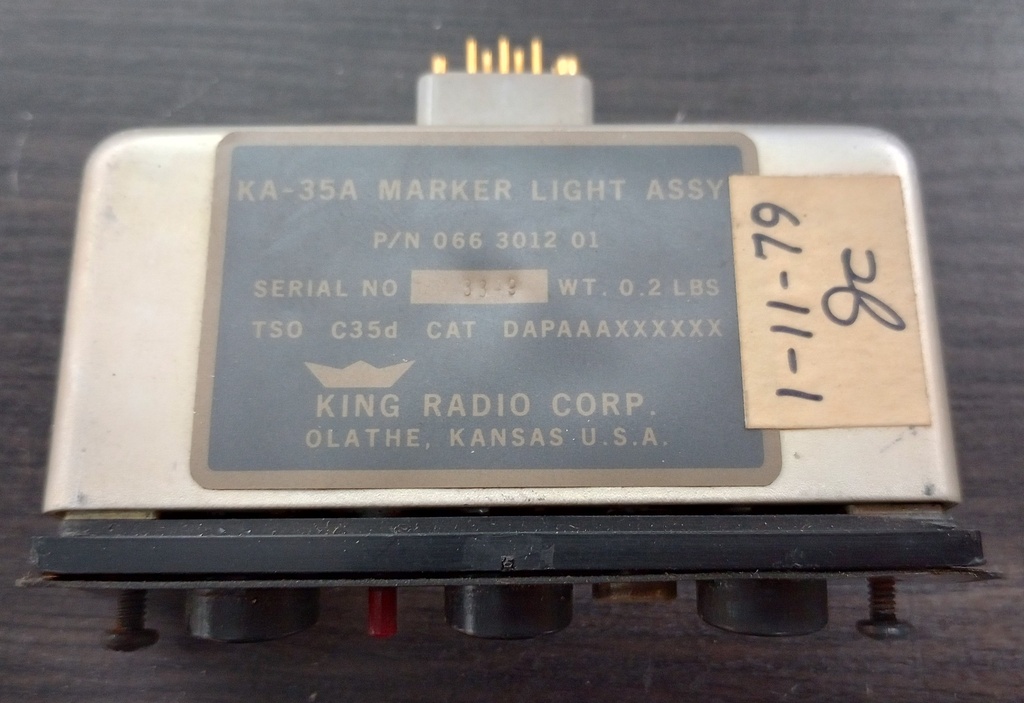 KA-35A MARKER LIGHT ASSY
P/N 066 3012 01
SERIAL NO WT. 0.2 LBS
TSO C35d CAT DAPAAAXXXXXX
KING RADIO CORP.
OLATHE, KANSAS U.S.A.
1-11-79